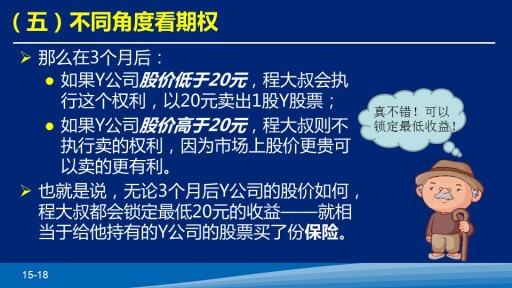 （五）不同角度看期权
那么在3个月后：
如果Y公司股价低于20元，程大叔会执
行这个权利，以20元卖出1股Y股票；
如果Y公司股价高于20元，程大叔则不
执行卖的权利，因为市场上股价更贵可
以卖的更有利。
也就是说，无论3个月后Y公司的股价如何，
程大叔都会锁定最低20元的收益——就相
当于给他持有的Y公司的股票买了份保险。
真不错！可以
锁定最低收益！
15-18